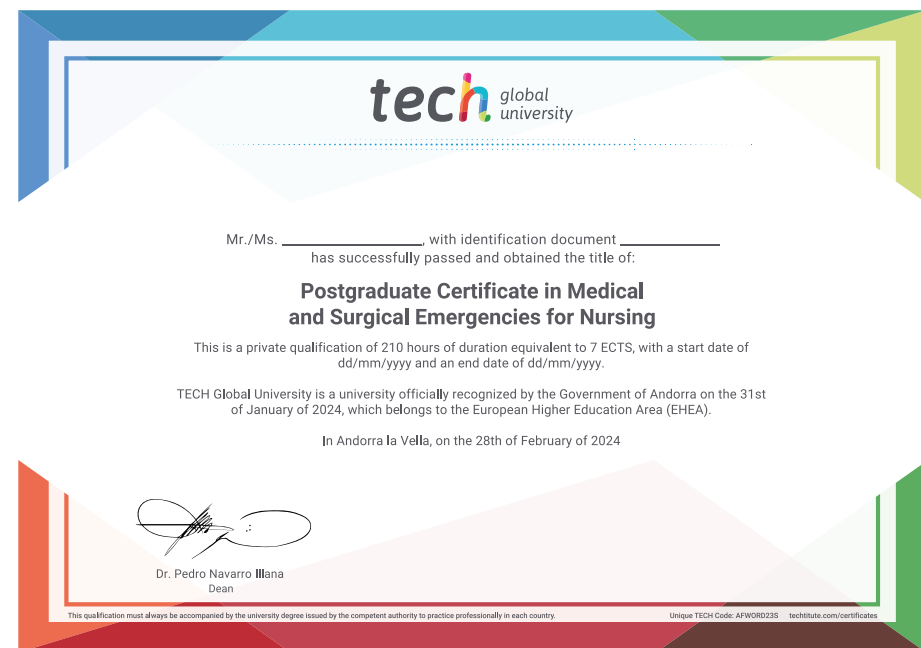 tech global university
Mr./Ms. ____________________, with identification document ______________
has successfully passed and obtained the title of:
Postgraduate Certificate in Medical
and Surgical Emergencies for Nursing
This is a private qualification of 210 hours of duration equivalent to 7 ECTS, with a start date of
dd/mm/yyyy and an end date of dd/mm/yyyy.
TECH Global University is a university officially recognized by the Government of Andorra on the 31st
of January of 2024, which belongs to the European Higher Education Area (EHEA).
In Andorra la Vella, on the 28th of February of 2024
Dr. Pedro Navarro Illana
Dean
This qualification must always be accompanied by the university degree issued by the competent authority to practice professionally in each country.
Unique TECH Code: AFWORD23S techtitute.com/certificates